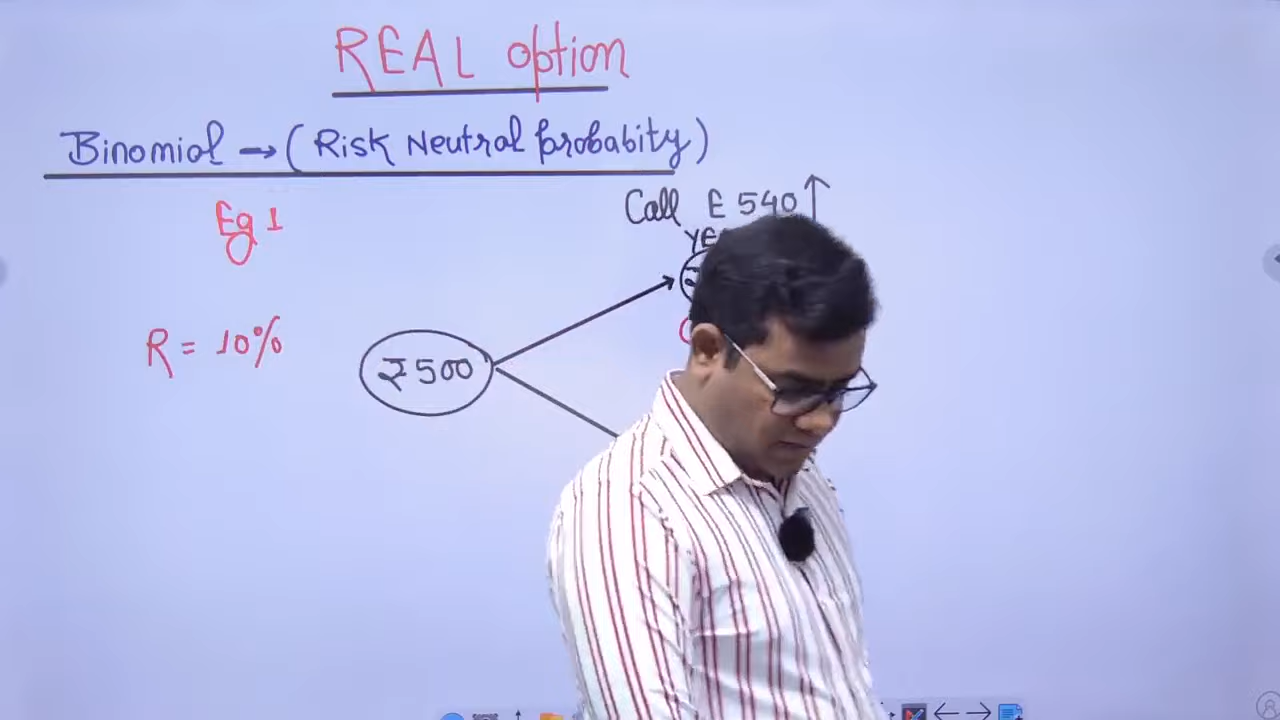 REAL option
Binomial → (Risk Neutral probabity)
Eg 1
Call E 540 ↑
R = 10%
₹500